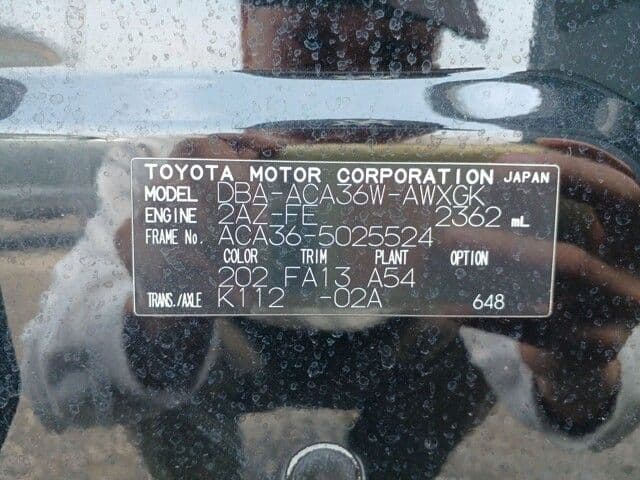 TOYOTA MOTOR CORPORATION JAPAN
MODEL DBA-ACA36W-AWXGK
ENGINE 2AZ-FE 2362 mL
FRAME No. ACA36-5025524
COLOR TRIM PLANT OPTION
202 FA13 A54
TRANS./AXLE K112 -02A 648